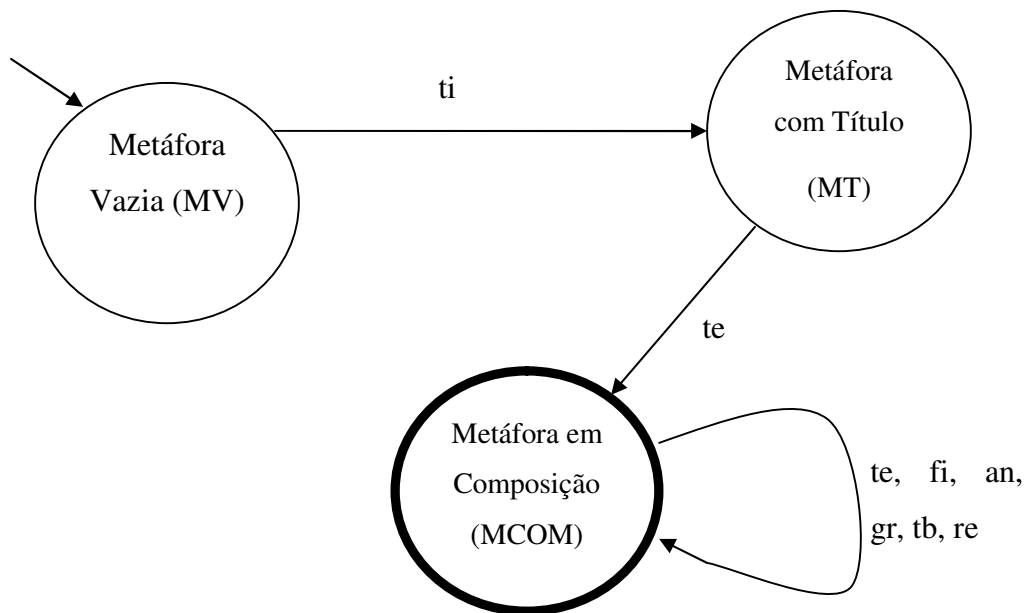 Metáfora
Vazia (MV)
ti
Metáfora
com Título
(MT)
te
Metáfora em
Composição
(MCOM)
te, fi, an,
gr, tb, re